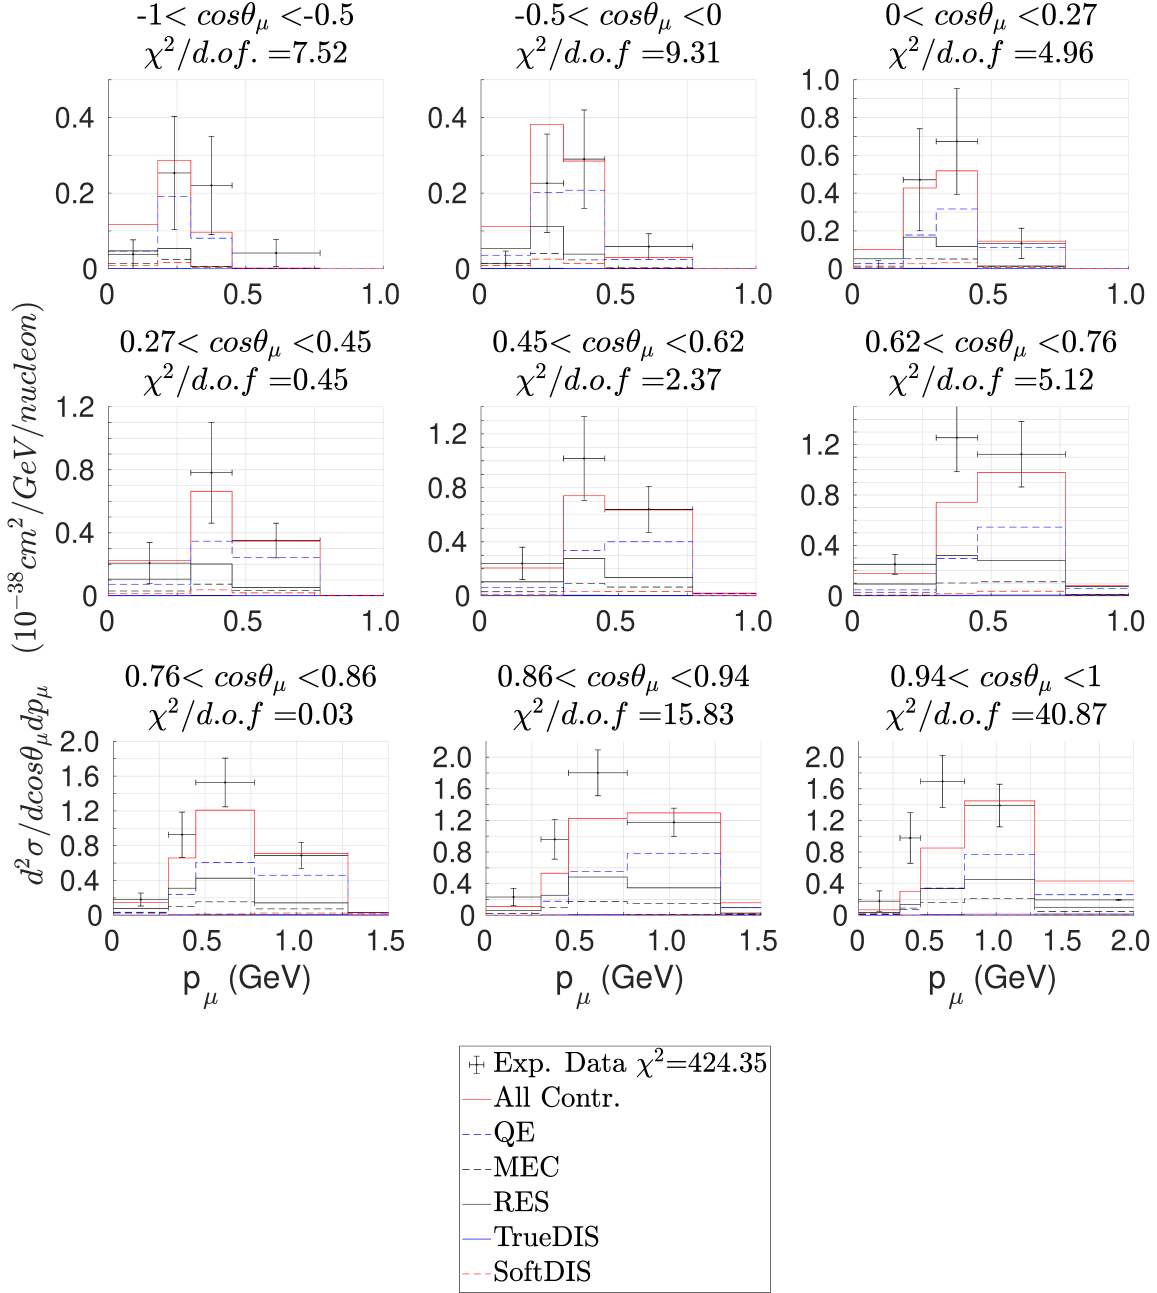 -1< cosθμ <-0.5
χ²/d.of. =7.52
-0.5< cosθμ <0
χ²/d.o.f =9.31
0< cosθμ <0.27
χ²/d.o.f =4.96
0.4
0.2
0
0 0.5 1.0
0.4
0.2
0
0 0.5 1.0
1.0
0.8
0.6
0.4
0.2
0
0 0.5 1.0
d²σ/dcosθμdpμ (10⁻³⁸cm²/GeV/nucleon)
0.27< cosθμ <0.45
χ²/d.o.f =0.45
0.45< cosθμ <0.62
χ²/d.o.f =2.37
0.62< cosθμ <0.76
χ²/d.o.f =5.12
1.2
0.8
0.4
0
0 0.5 1.0
1.2
0.8
0.4
0
0 0.5 1.0
1.2
0.8
0.4
0
0 0.5 1.0
0.76< cosθμ <0.86
χ²/d.o.f =0.03
0.86< cosθμ <0.94
χ²/d.o.f =15.83
0.94< cosθμ <1
χ²/d.o.f =40.87
2.0
1.6
1.2
0.8
0.4
0
0 0.5 1.0 1.5
pμ (GeV)
2.0
1.6
1.2
0.8
0.4
0
0 0.5 1.0 1.5
pμ (GeV)
2.0
1.6
1.2
0.8
0.4
0
0 0.5 1.0 1.5 2.0
pμ (GeV)
Exp. Data χ²=424.35
All Contr.
QE
MEC
RES
TrueDIS
SoftDIS